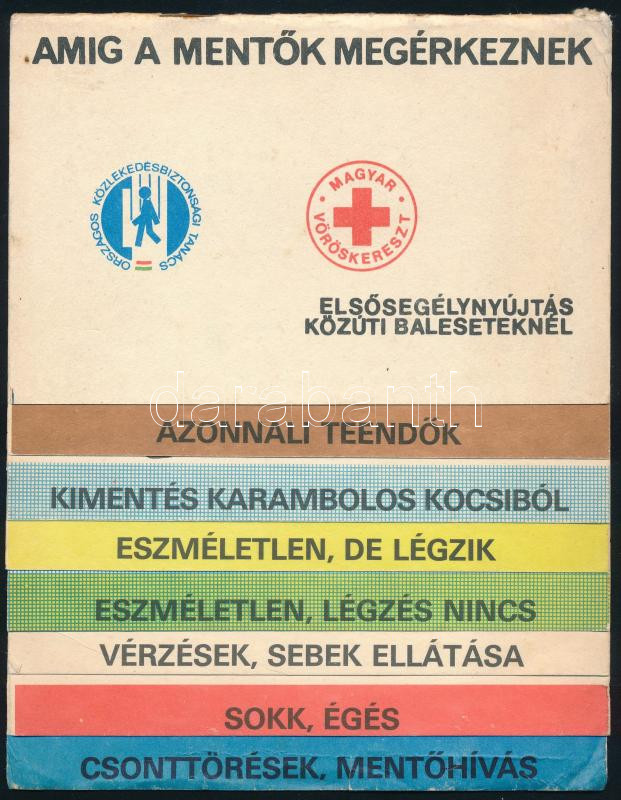 AMIG A MENTŐK MEGÉRKEZNEK
ORSZÁGOS KÖZLEKEDÉSBIZTONSÁGI TANÁCS
MAGYAR
VÖRÖSKERESZT
ELSŐSEGÉLYNYÚJTÁS
KÖZÚTI BALESETEKNÉL
darabanth
AZONNALI TEENDŐK
KIMENTÉS KARAMBOLOS KOCSIBÓL
ESZMÉLETLEN, DE LÉGZIK
ESZMÉLETLEN, LÉGZÉS NINCS
VÉRZÉSEK, SEBEK ELLÁTÁSA
SOKK, ÉGÉS
CSONTTÖRÉSEK, MENTŐHÍVÁS